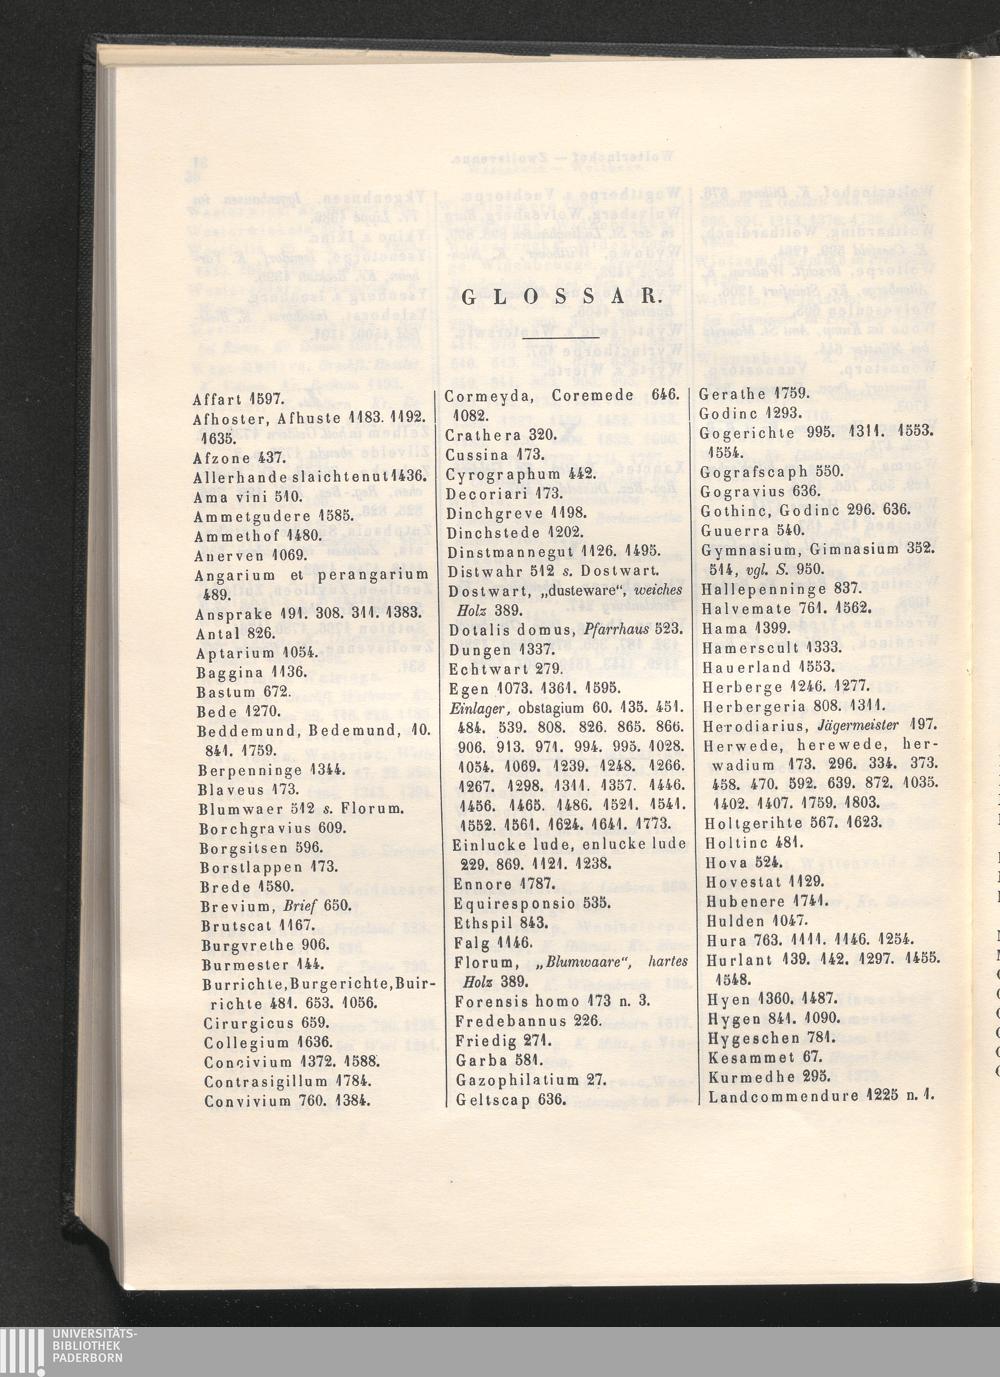 GLOSSAR.
Affart 1597.
Afhoster, Afhuste 1183. 1192.
1635.
Afzone 437.
Allerhande slaichtenut 1436.
Ama vini 510.
Ammetgudere 1585.
Ammethof 1480.
Anerven 1069.
Angarium et perangarium
489.
Ansprake 191. 308. 311. 1383.
Antal 826.
Aptarium 1054.
Baggina 1136.
Bastum 672.
Bede 1270.
Beddemund, Bedemund, 10.
841. 1759.
Berpenninge 1344.
Blaveus 173.
Blumwaer 512 s. Florum.
Borchgravius 609.
Borgsitsen 596.
Borstlappen 173.
Brede 1580.
Brevium, Brief 650.
Brutscat 1167.
Burgvrethe 906.
Burmester 144.
Burrichte, Burgerichte, Buir-
richte 481. 653. 1056.
Cirurgicus 659.
Collegium 1636.
Concivium 1372. 1588.
Contrasigillum 1784.
Convivium 760. 1384.
Cormeyda, Coremede 646.
1082.
Crathera 320.
Cussina 173.
Cyrographum 442.
Decoriari 173.
Dinchgreve 1198.
Dinchstede 1202.
Dinstmannegut 1126. 1495.
Distwahr 512 s. Dostwart.
Dostwart, „dusteware“, weiches
Holz 389.
Dotalis domus, Pfarrhaus 523.
Dungen 1337.
Echtwart 279.
Egen 1073. 1361. 1595.
Einlager, obstagium 60. 135. 451.
484. 539. 808. 826. 865. 866.
906. 913. 971. 994. 995. 1028.
1054. 1069. 1239. 1248. 1266.
1267. 1298. 1311. 1357. 1446.
1456. 1465. 1486. 1521. 1541.
1552. 1561. 1624. 1641. 1773.
Einlucke lude, enlucke lude
229. 869. 1121. 1238.
Ennore 1787.
Equiresponsio 535.
Ethspil 843.
Falg 1146.
Florum, „Blumwaare“, hartes
Holz 389.
Forensis homo 173 n. 3.
Fredebannus 226.
Friedig 271.
Garba 581.
Gazophilatium 27.
Geltscap 636.
Gerathe 1759.
Godinc 1293.
Gogerichte 995. 1311. 1553.
1554.
Gografscaph 550.
Gogravius 636.
Gothinc, Godinc 296. 636.
Guuerra 540.
Gymnasium, Gimnasium 352.
514, vgl. S. 950.
Hallepenninge 837.
Halvemate 761. 1562.
Hama 1399.
Hamerscult 1333.
Hauerland 1553.
Herberge 1246. 1277.
Herbergeria 808. 1311.
Herodiarius, Jägermeister 197.
Herwede, herewede, her-
wadium 173. 296. 334. 373.
458. 470. 592. 639. 872. 1035.
1402. 1407. 1759. 1803.
Holtgerihte 567. 1623.
Holtinc 481.
Hova 524.
Hovestat 1129.
Hubenere 1741.
Hulden 1047.
Hura 763. 1111. 1146. 1254.
Hurlant 139. 142. 1297. 1455.
1548.
Hyen 1360. 1487.
Hygen 841. 1090.
Hygeschen 781.
Kesammet 67.
Kurmedhe 295.
Landcommendure 1225 n. 1.
UNIVERSITÄTS-
BIBLIOTHEK
PADERBORN